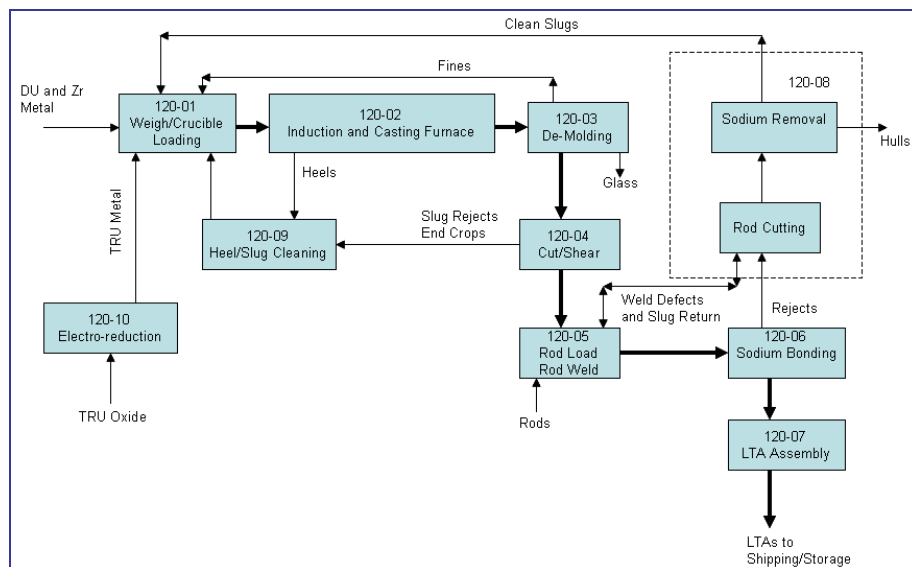 Clean Slugs
Fines
120-08
DU and Zr
Metal
120-01
Weigh/Crucible
Loading
120-02
Induction and Casting Furnace
120-03
De-Molding
Sodium Removal
Hulls
Glass
Heels
TRU Metal
120-09
Heel/Slug Cleaning
Slug Rejects
End Crops
120-04
Cut/Shear
Rod Cutting
Weld Defects
and Slug Return
Rejects
120-10
Electro-reduction
120-05
Rod Load
Rod Weld
120-06
Sodium Bonding
TRU Oxide
Rods
120-07
LTA Assembly
LTAs to
Shipping/Storage